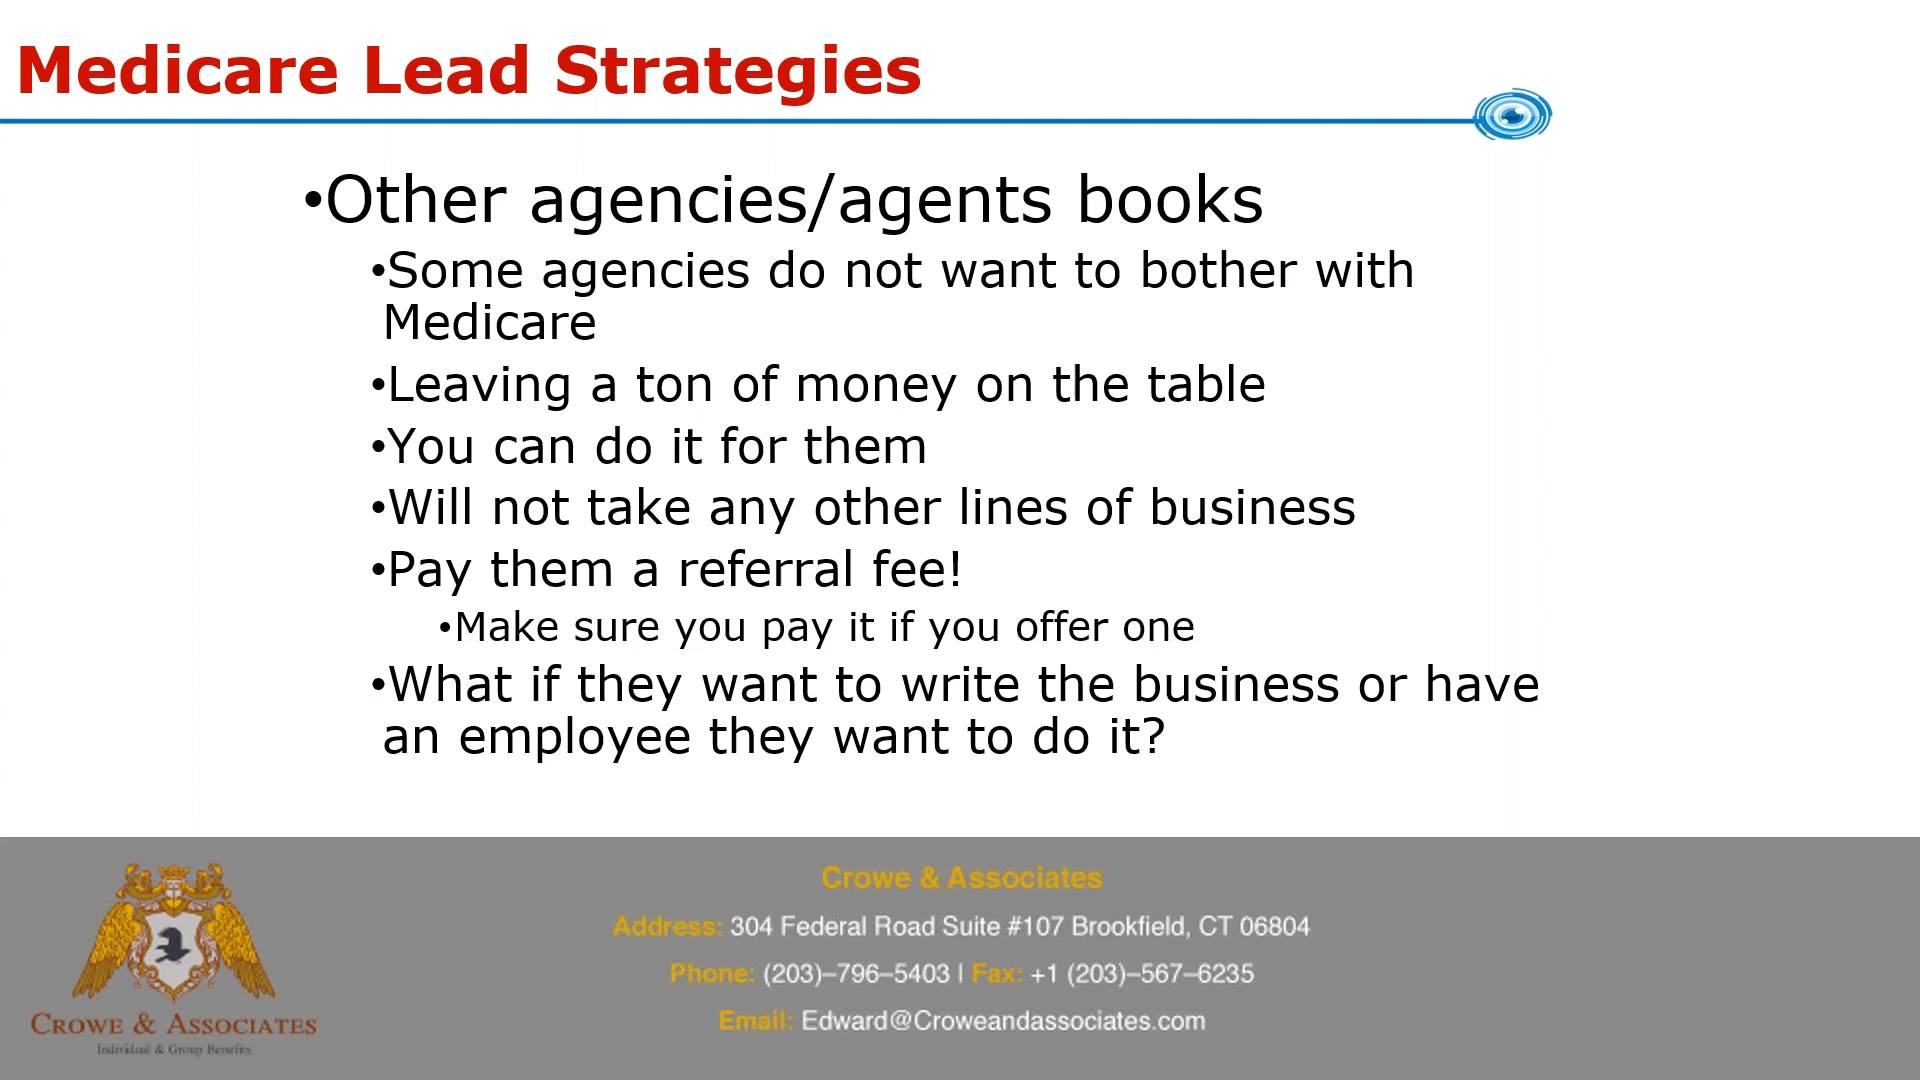 Medicare Lead Strategies
•Other agencies/agents books
•Some agencies do not want to bother with
Medicare
•Leaving a ton of money on the table
•You can do it for them
•Will not take any other lines of business
•Pay them a referral fee!
•Make sure you pay it if you offer one
•What if they want to write the business or have
an employee they want to do it?
Crowe & Associates
Address: 304 Federal Road Suite #107 Brookfield, CT 06804
Phone: (203)–796–5403 | Fax: +1 (203)–567–6235
Email: Edward@Croweandassociates.com
CROWE & ASSOCIATES
Individual & Group Benefits